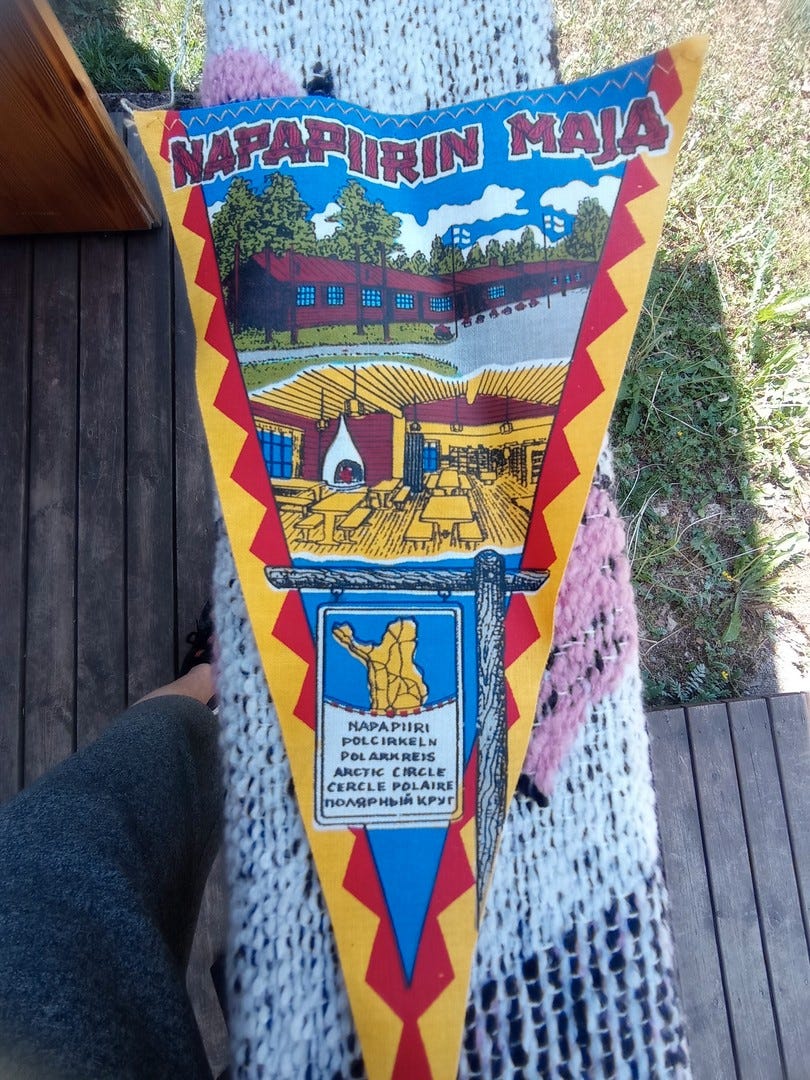 NAPAPIIRIN MAJA
NAPAPIIRI
POLCIRKELN
POLARKREIS
ARCTIC CIRCLE
CERCLE POLAIRE
ПОЛЯРНЫЙ КРУГ